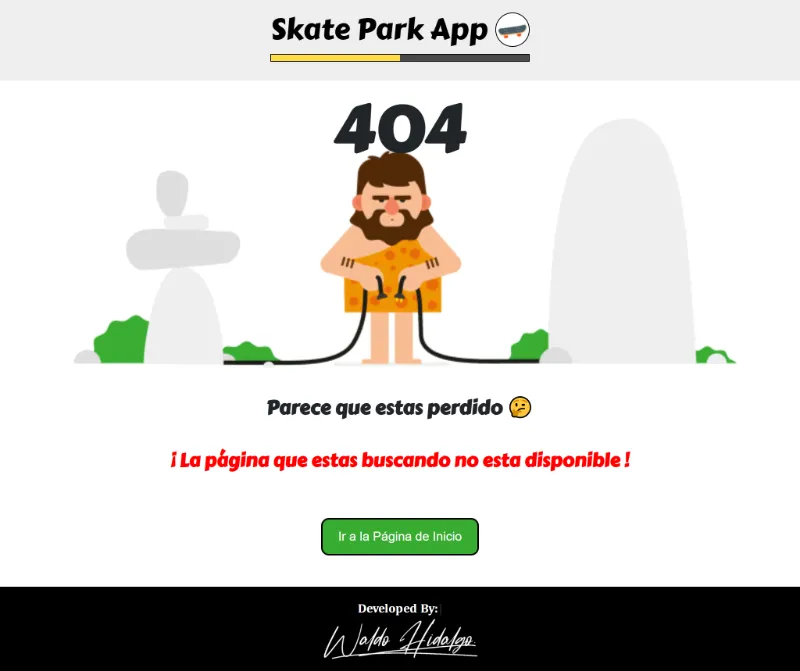 Skate Park App
404
Parece que estas perdido 🤔
¡ La página que estas buscando no esta disponible !
Ir a la Página de Inicio
Developed By:
Waldo Hidalgo.